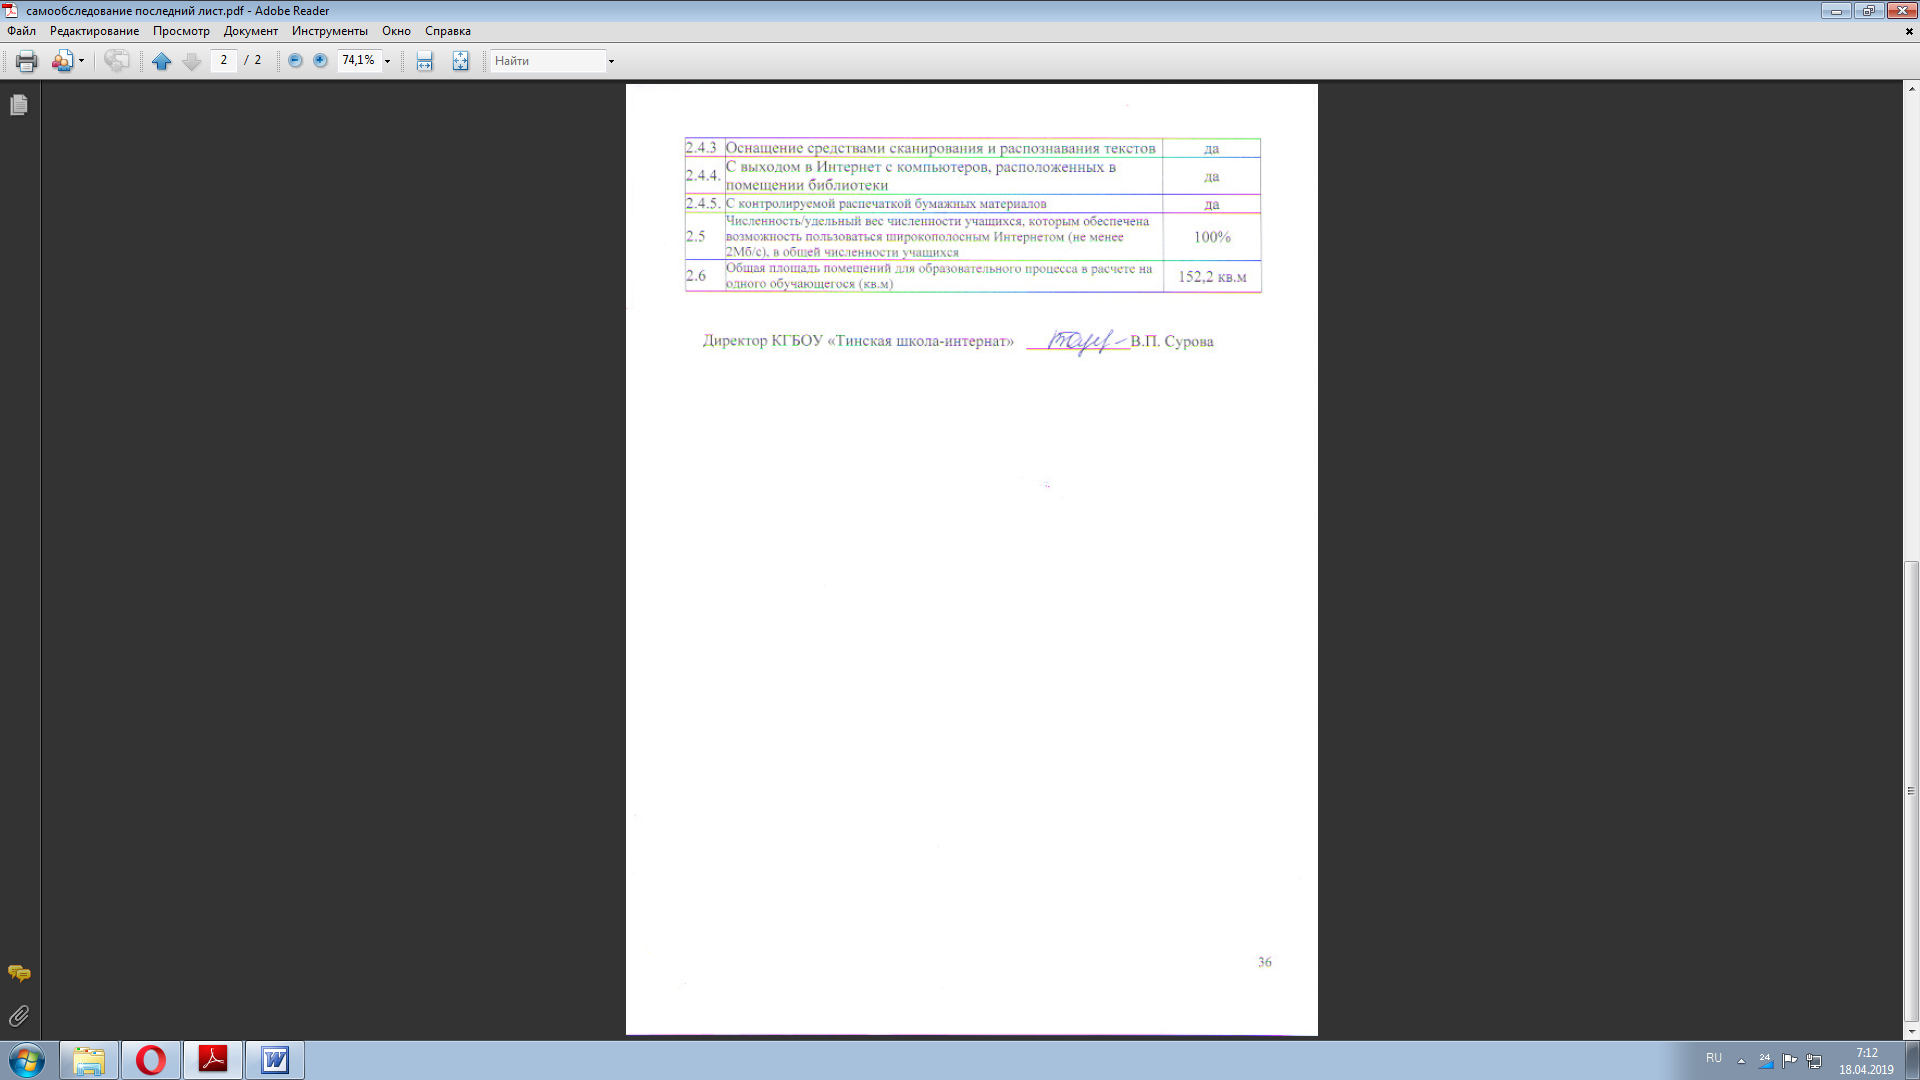 самообследование последний лист.pdf - Adobe Reader
Файл Редактирование Просмотр Документ Инструменты Окно Справка
2 / 2 74,1% Найти
2.4.3 Оснащение средствами сканирования и распознавания текстов да
2.4.4. С выходом в Интернет с компьютеров, расположенных в
помещении библиотеки да
2.4.5. С контролируемой распечаткой бумажных материалов да
2.5 Численность/удельный вес численности учащихся, которым обеспечена
возможность пользоваться широкополосным Интернетом (не менее
2Мб/с), в общей численности учащихся 100%
2.6 Общая площадь помещений для образовательного процесса в расчете на
одного обучающегося (кв.м) 152,2 кв.м
Директор КГБОУ «Тинская школа-интернат» В.П. Сурова
36
RU 24 7:12
18.04.2019